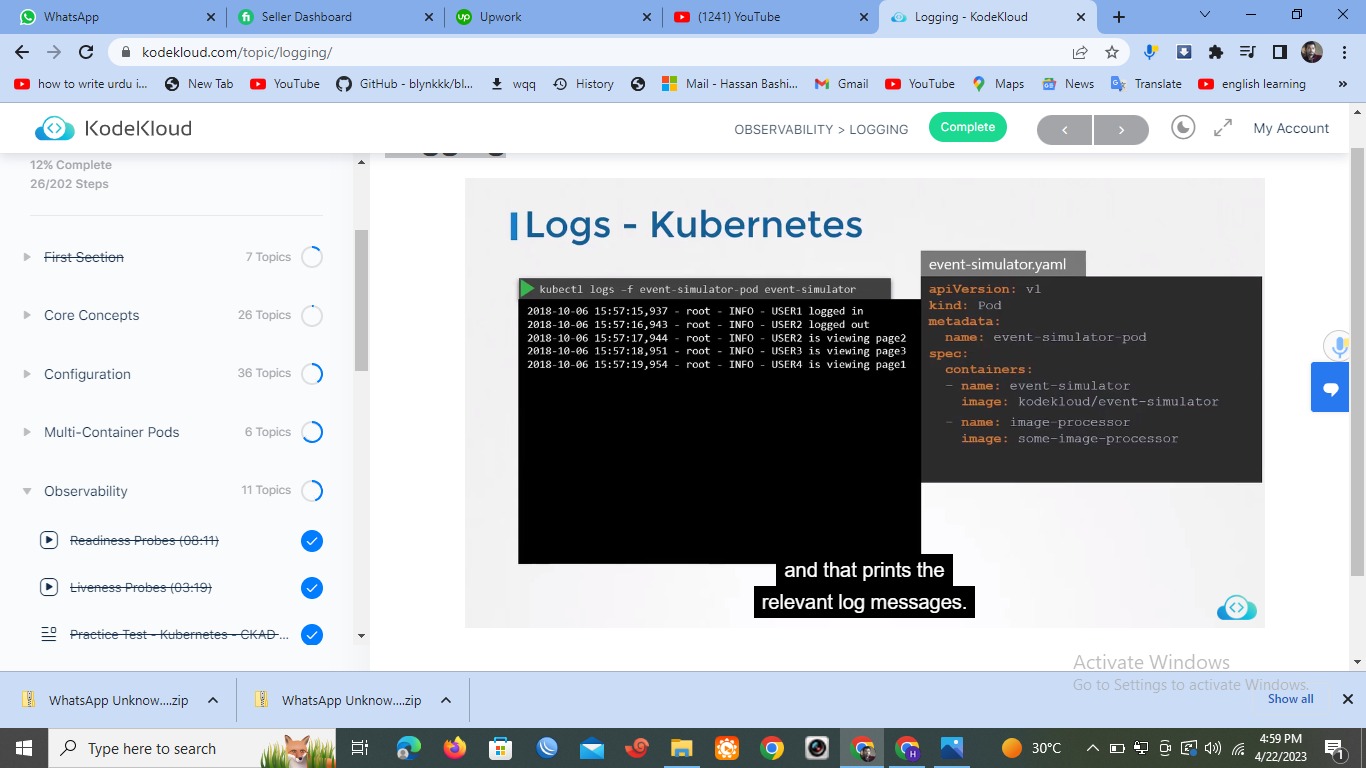 WhatsApp
Seller Dashboard
Upwork
(1241) YouTube
Logging - KodeKloud
kodekloud.com/topic/logging/
how to write urdu i...
New Tab
YouTube
GitHub - blynkkk/bl...
wqq
History
Mail - Hassan Bashi...
Gmail
YouTube
Maps
News
Translate
english learning
»
KodeKloud
OBSERVABILITY > LOGGING
Complete
My Account
12% Complete
26/202 Steps
First Section 7 Topics
Core Concepts 26 Topics
Configuration 36 Topics
Multi-Container Pods 6 Topics
Observability 11 Topics
Readiness Probes (08:11)
Liveness Probes (03:19)
Practice Test - Kubernetes - CKAD ...
Logs - Kubernetes
kubectl logs –f event-simulator-pod event-simulator
2018-10-06 15:57:15,937 - root - INFO - USER1 logged in
2018-10-06 15:57:16,943 - root - INFO - USER2 logged out
2018-10-06 15:57:17,944 - root - INFO - USER2 is viewing page2
2018-10-06 15:57:18,951 - root - INFO - USER3 is viewing page3
2018-10-06 15:57:19,954 - root - INFO - USER4 is viewing page1
event-simulator.yaml
apiVersion: v1
kind: Pod
metadata:
name: event-simulator-pod
spec:
containers:
- name: event-simulator
image: kodekloud/event-simulator
- name: image-processor
image: some-image-processor
and that prints the
relevant log messages.
Activate Windows
Go to Settings to activate Windows.
WhatsApp Unknow....zip
WhatsApp Unknow....zip
Show all
Type here to search
30°C
4:59 PM
4/22/2023
1